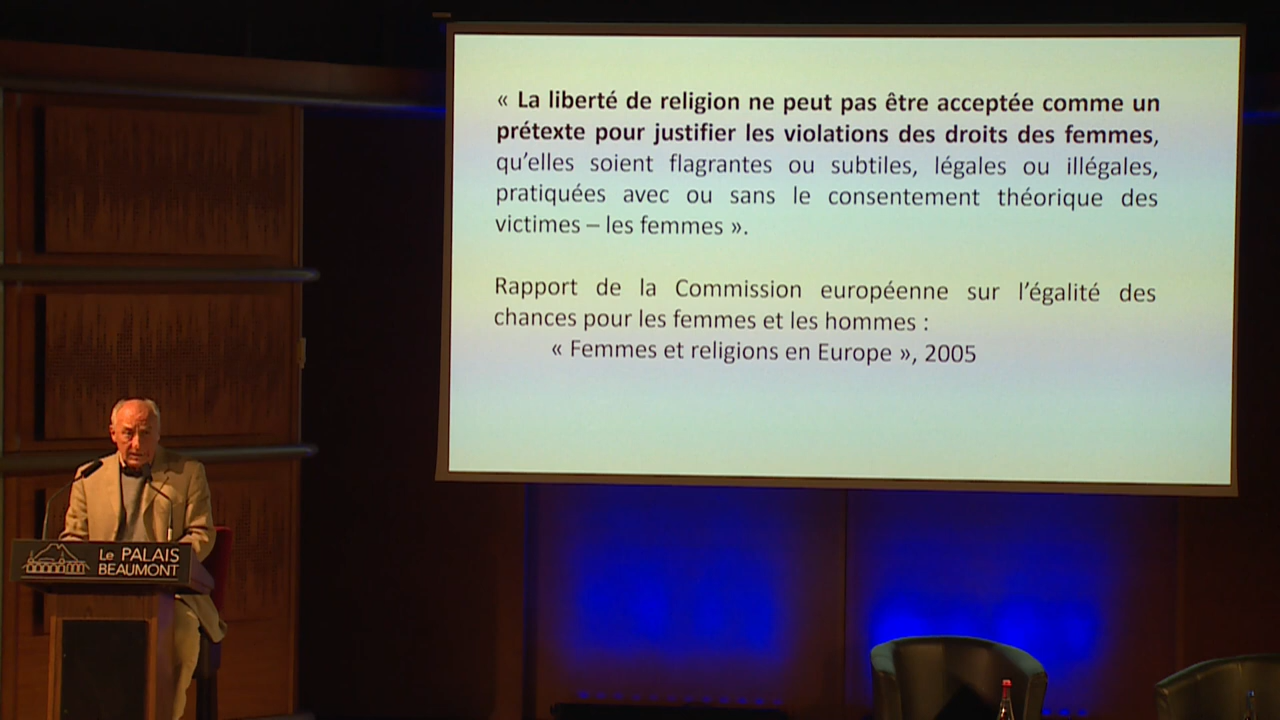 « La liberté de religion ne peut pas être acceptée comme un
prétexte pour justifier les violations des droits des femmes,
qu'elles soient flagrantes ou subtiles, légales ou illégales,
pratiquées avec ou sans le consentement théorique des
victimes – les femmes ».
Rapport de la Commission européenne sur l'égalité des
chances pour les femmes et les hommes :
« Femmes et religions en Europe », 2005
Le PALAIS
BEAUMONT